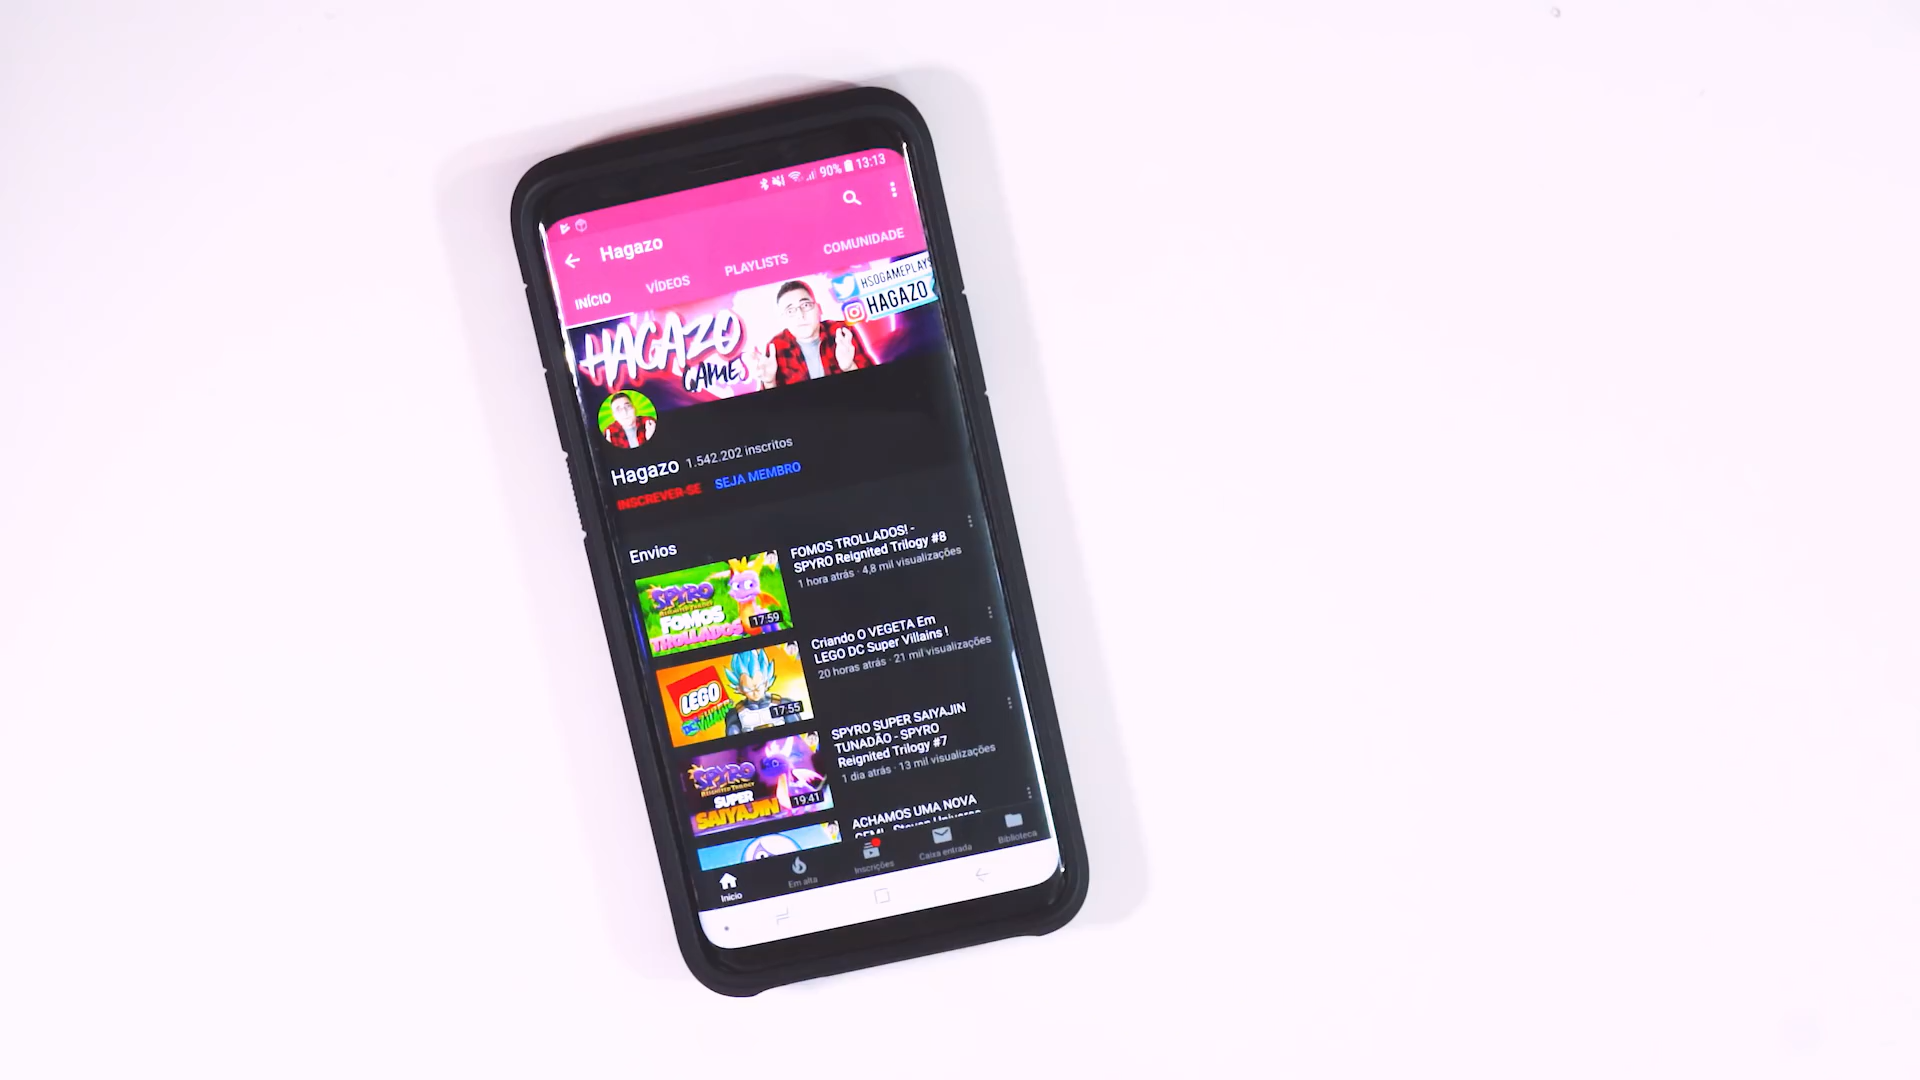 90% 13:13
Hagazo
INÍCIO VÍDEOS PLAYLISTS COMUNIDADE
HAGAZO
GAMES
HSOGAMEPLAYS
HAGAZO
Hagazo 1.542.202 inscritos
INSCREVER-SE SEJA MEMBRO
Envios
SPYRO
REIGNITED TRILOGY
FOMOS
TROLLADOS
17:59
FOMOS TROLLADOS! -
SPYRO Reignited Trilogy #8
1 hora atrás · 4,8 mil visualizações
LEGO
17:55
Criando O VEGETA Em
LEGO DC Super Villains !
20 horas atrás · 21 mil visualizações
SPYRO
REIGNITED TRILOGY
SUPER
SAIYAJIN
19:41
SPYRO SUPER SAIYAJIN
TUNADÃO - SPYRO
Reignited Trilogy #7
1 dia atrás · 13 mil visualizações
ACHAMOS UMA NOVA
Início Em alta Inscrições Caixa entrada Biblioteca